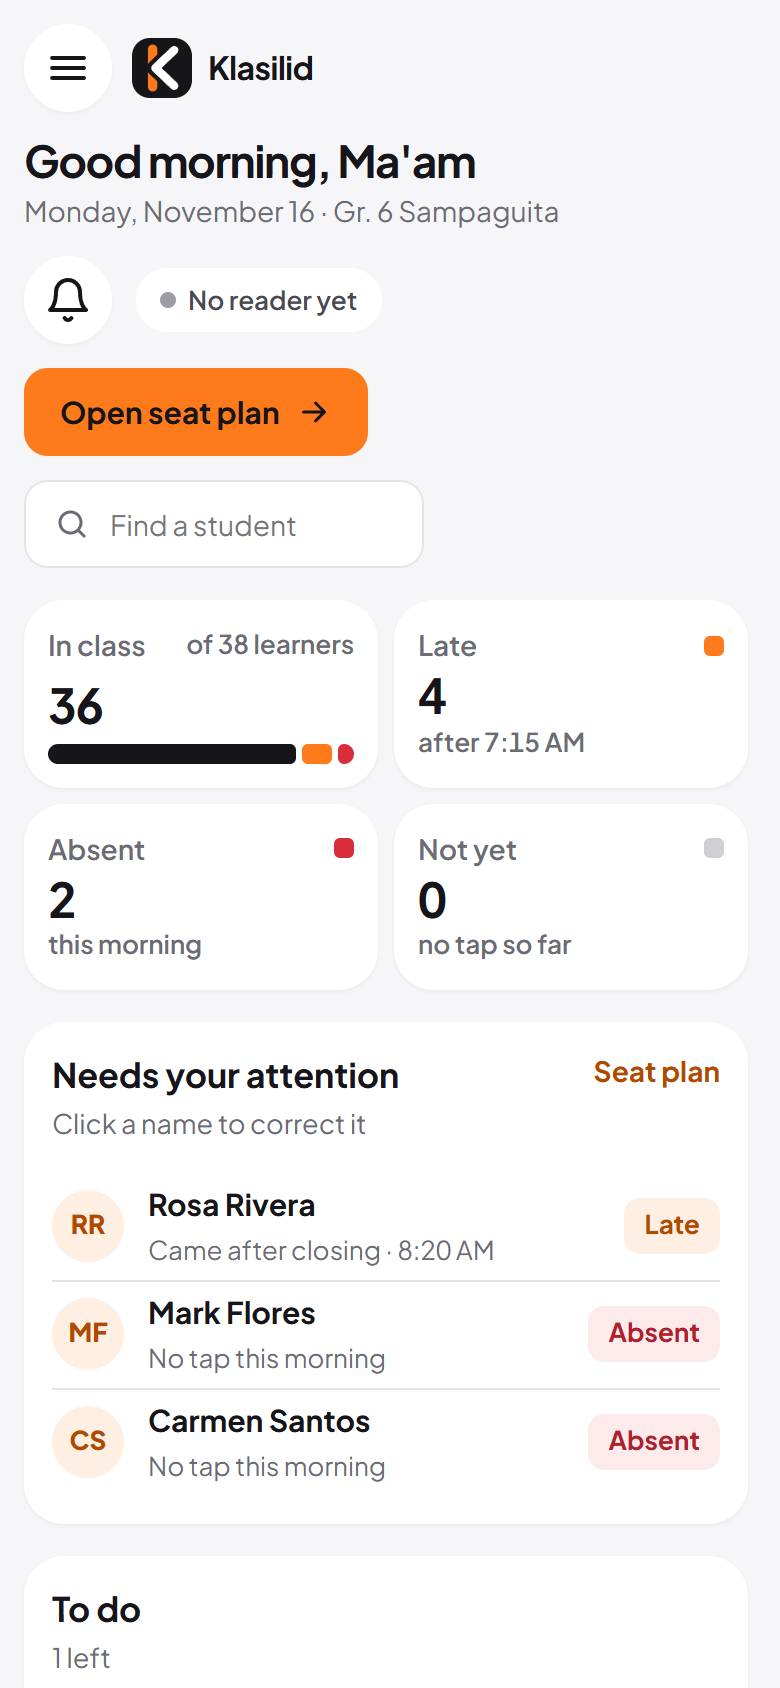 Klasilid
Good morning, Ma'am
Monday, November 16 · Gr. 6 Sampaguita
No reader yet
Open seat plan →
Find a student
In class of 38 learners
36
Late
4
after 7:15 AM
Absent
2
this morning
Not yet
0
no tap so far
Needs your attention Seat plan
Click a name to correct it
RR Rosa Rivera Late
Came after closing · 8:20 AM
MF Mark Flores Absent
No tap this morning
CS Carmen Santos Absent
No tap this morning
To do
1 left